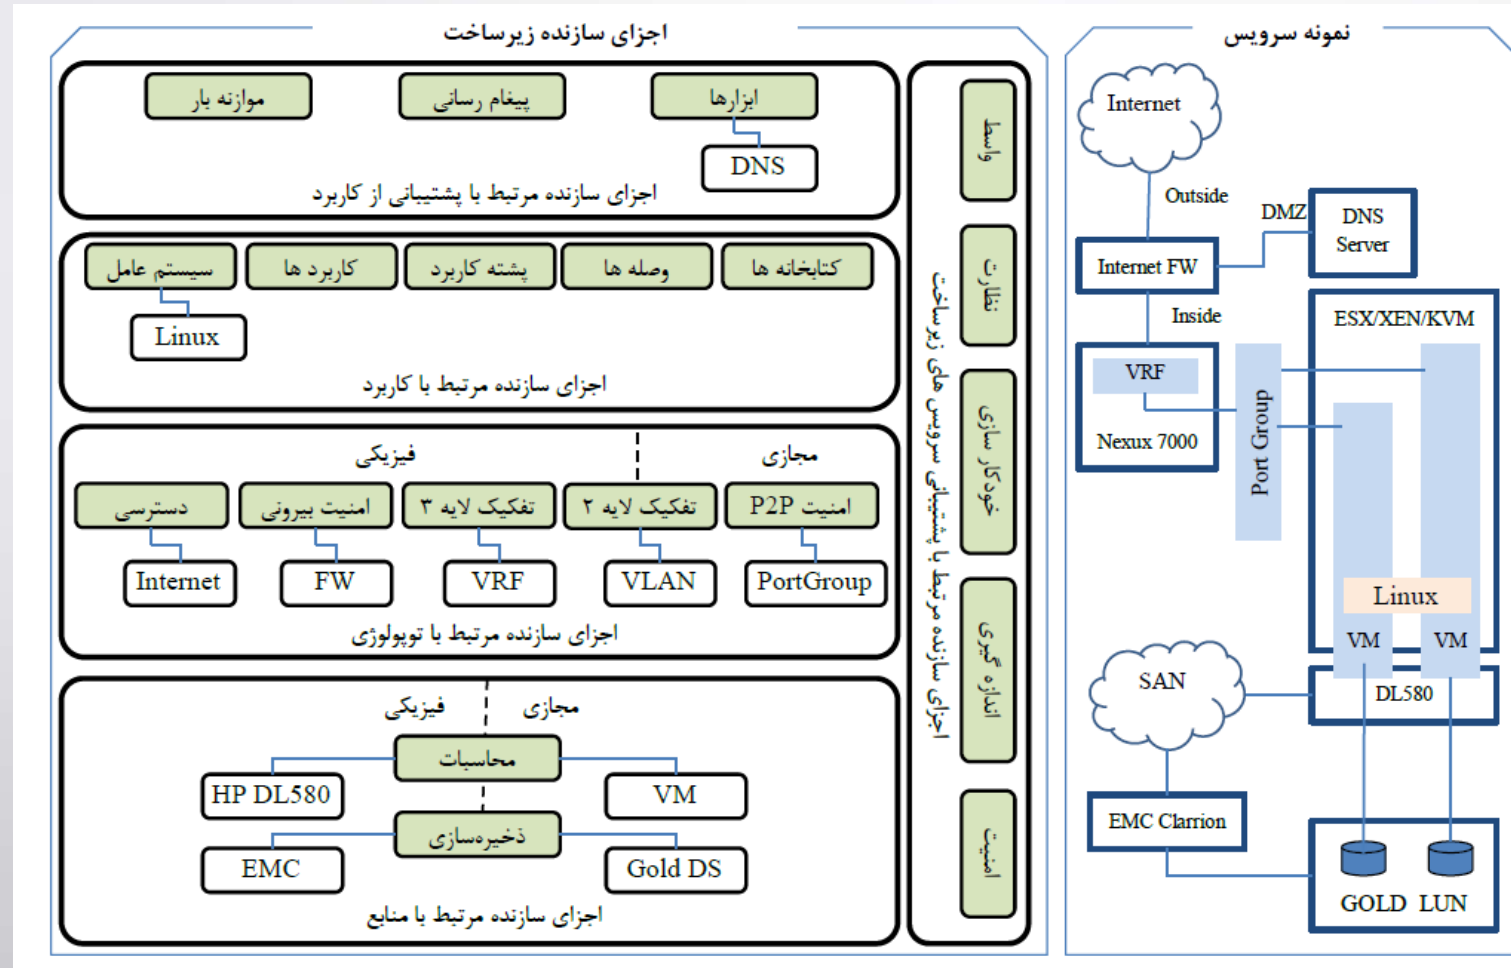 اجزای سازنده زیرساخت
ابزارها
پیغام رسانی
موازنه بار
DNS
اجزای سازنده مرتبط با پشتیبانی از کاربرد
کتابخانه ها
وصله ها
پشته کاربرد
کاربرد ها
سیستم عامل
Linux
اجزای سازنده مرتبط با کاربرد
مجازی
فیزیکی
امنیت P2P
تفکیک لایه ۲
تفکیک لایه ۳
امنیت بیرونی
دسترسی
PortGroup
VLAN
VRF
FW
Internet
اجزای سازنده مرتبط با توپولوژی
مجازی
فیزیکی
محاسبات
HP DL580
VM
ذخیره‌سازی
EMC
Gold DS
اجزای سازنده مرتبط با منابع
اجزای سازنده مرتبط با پشتیبانی سرویس های زیرساخت
واسط
نظارت
خودکار سازی
اندازه گیری
امنیت
نمونه سرویس
Internet
Outside
DMZ
DNS
Server
Internet FW
Inside
ESX/XEN/KVM
VRF
Nexux 7000
Port Group
Linux
VM
VM
SAN
DL580
EMC Clarrion
GOLD LUN